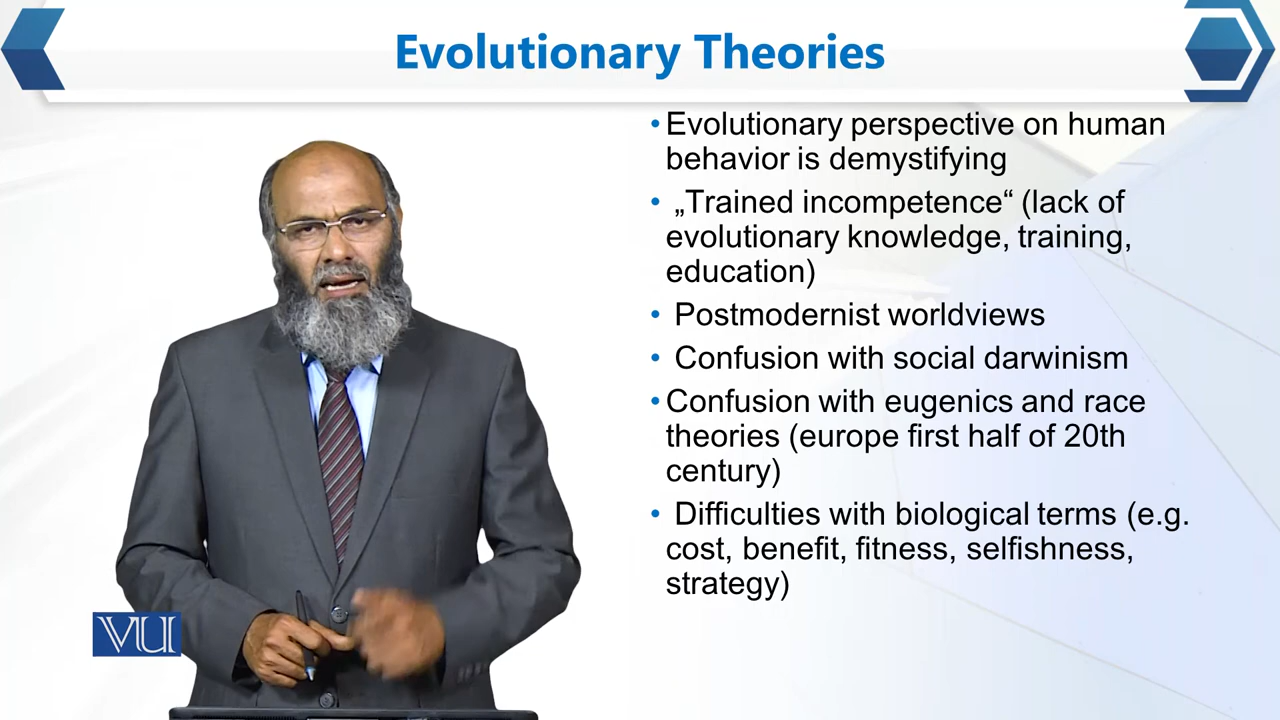 Evolutionary Theories
• Evolutionary perspective on human
behavior is demystifying
• „Trained incompetence“ (lack of
evolutionary knowledge, training,
education)
• Postmodernist worldviews
• Confusion with social darwinism
• Confusion with eugenics and race
theories (europe first half of 20th
century)
• Difficulties with biological terms (e.g.
cost, benefit, fitness, selfishness,
strategy)
VU